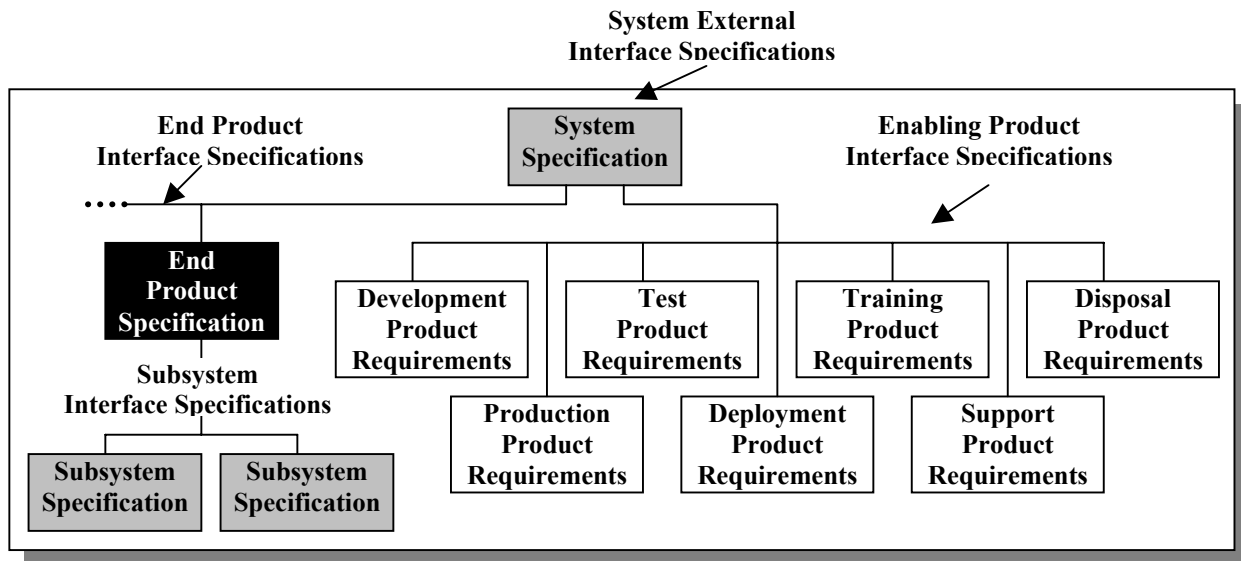 System External
Interface Specifications
End Product
Interface Specifications
System
Specification
Enabling Product
Interface Specifications
End
Product
Specification
Development
Product
Requirements
Test
Product
Requirements
Training
Product
Requirements
Disposal
Product
Requirements
Subsystem
Interface Specifications
Production
Product
Requirements
Deployment
Product
Requirements
Support
Product
Requirements
Subsystem
Specification
Subsystem
Specification